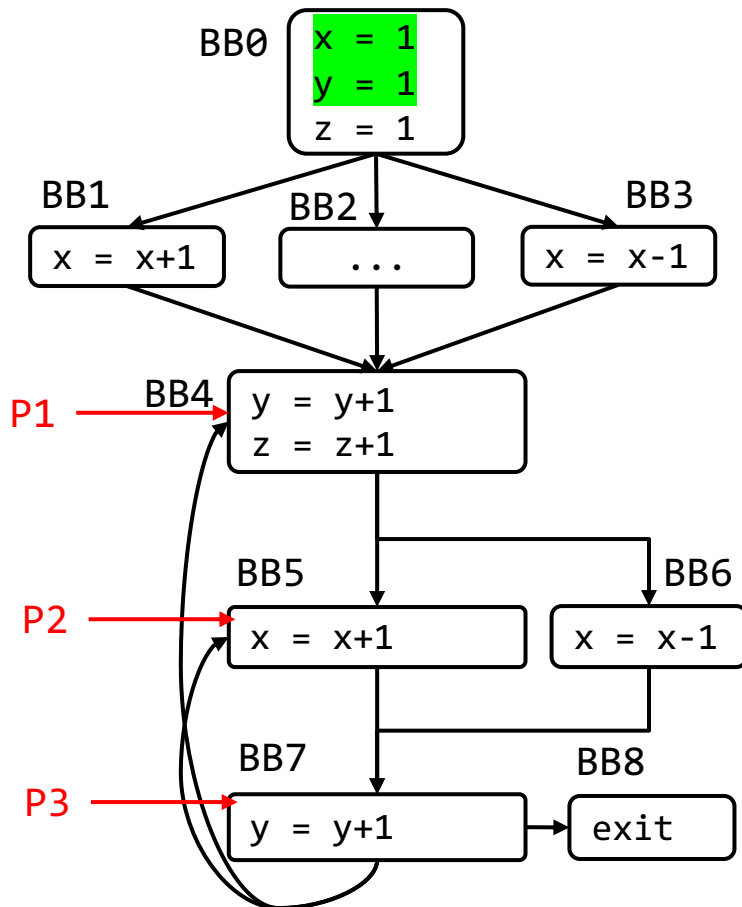 BB0
x = 1
y = 1
z = 1
BB1
BB2
BB3
x = x+1
...
x = x-1
BB4
P1
y = y+1
z = z+1
BB5
BB6
P2
x = x+1
x = x-1
BB7
BB8
P3
y = y+1
exit